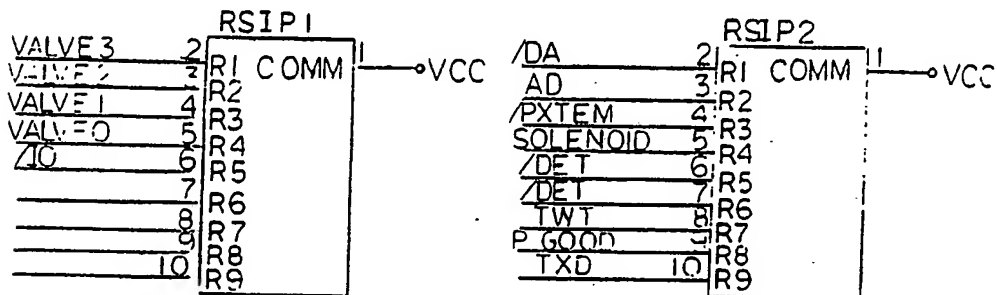 RSIP1
VALVE3 2 R1 COMM 1 VCC
VALVE2 3 R2
VALVE1 4 R3
VALVE0 5 R4
/IO 6 R5
7 R6
8 R7
9 R8
10 R9
RSIP2
/DA 2 R1 COMM 1 VCC
AD 3 R2
/PXTEM 4 R3
SOLENOID 5 R4
/DET 6 R5
/DET 7 R6
TWT 8 R7
P GOOD R8
TXD 10 R9